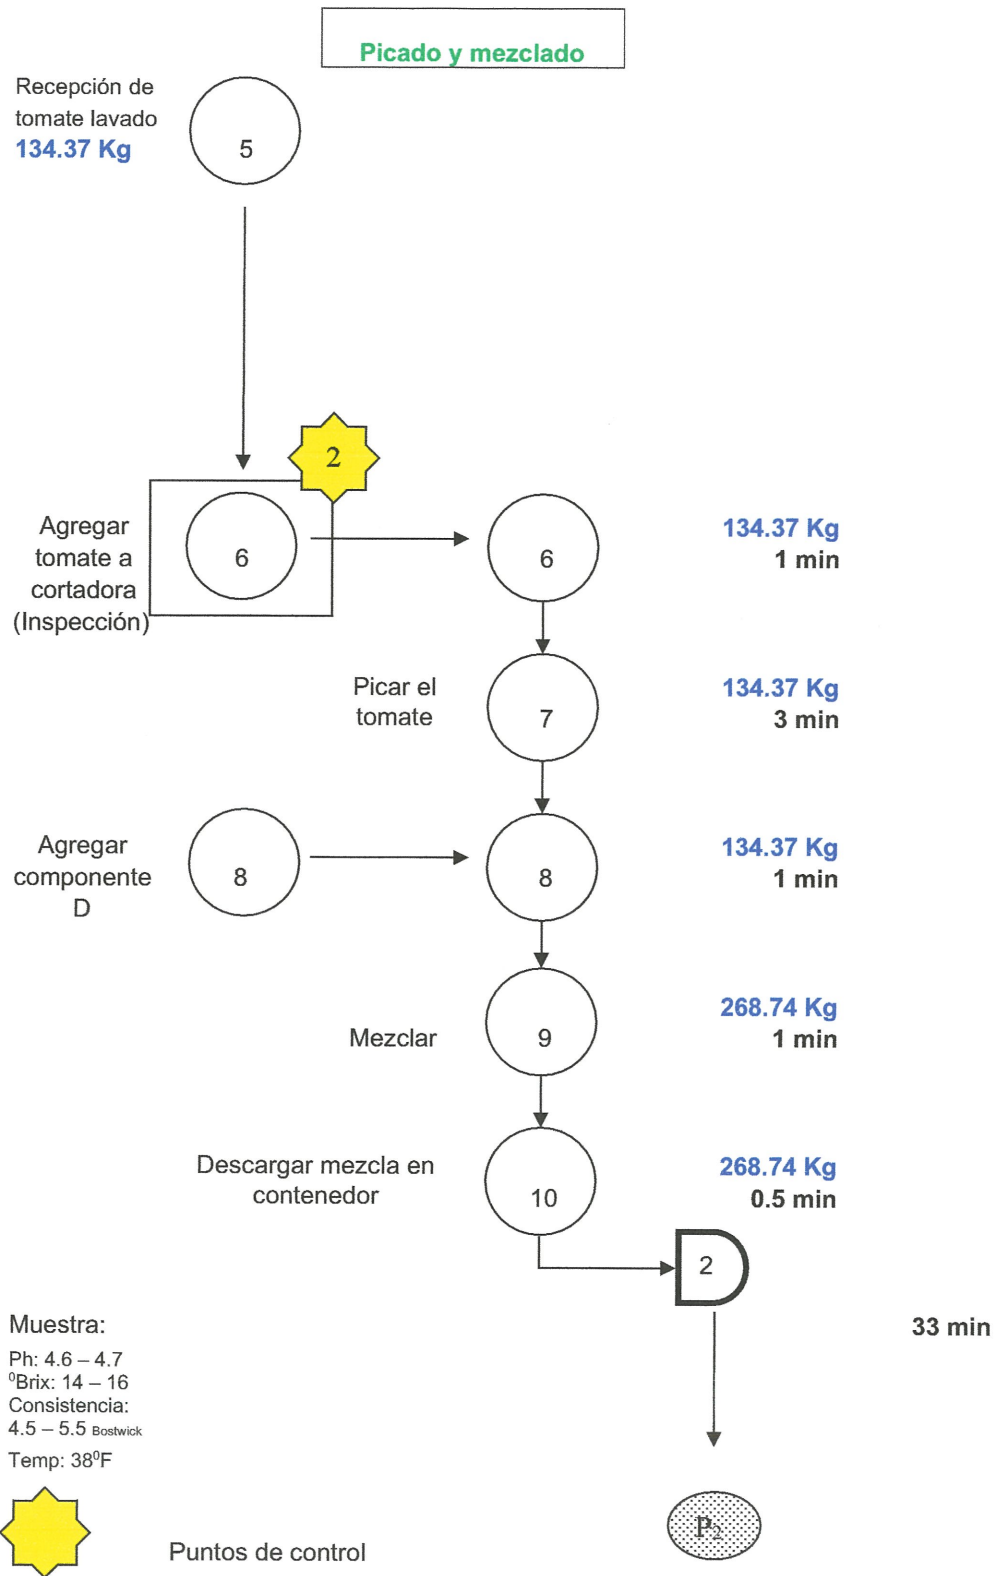 Picado y mezclado
Recepción de
tomate lavado
134.37 Kg
5
2
Agregar
tomate a
cortadora
(Inspección)
6
6
134.37 Kg
1 min
Picar el
tomate
7
134.37 Kg
3 min
Agregar
componente
D
8
8
134.37 Kg
1 min
Mezclar
9
268.74 Kg
1 min
Descargar mezcla en
contenedor
10
268.74 Kg
0.5 min
2
33 min
Muestra:
Ph: 4.6 – 4.7
⁰Brix: 14 – 16
Consistencia:
4.5 – 5.5 Bostwick
Temp: 38⁰F
P₂
Puntos de control